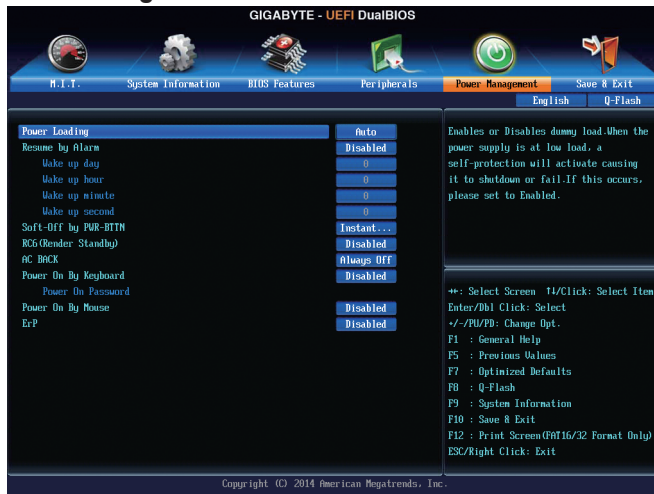 GIGABYTE - UEFI DualBIOS
M.I.T. System Information BIOS Features Peripherals Power Management Save & Exit
English Q-Flash
Power Loading Auto
Resume by Alarm Disabled
Wake up day 0
Wake up hour 0
Wake up minute 0
Wake up second 0
Soft-Off by PWR-BTTN Instant...
RC6(Render Standby) Disabled
AC BACK Always Off
Power On By Keyboard Disabled
Power On Password
Power On By Mouse Disabled
ErP Disabled
Enables or Disables dummy load.When the
power supply is at low load, a
self-protection will activate causing
it to shutdown or fail.If this occurs,
please set to Enabled.
→←: Select Screen ↑↓/Click: Select Item
Enter/Dbl Click: Select
+/-/PU/PD: Change Opt.
F1 : General Help
F5 : Previous Values
F7 : Optimized Defaults
F8 : Q-Flash
F9 : System Information
F10 : Save & Exit
F12 : Print Screen(FAT16/32 Format Only)
ESC/Right Click: Exit
Copyright (C) 2014 American Megatrends, Inc.